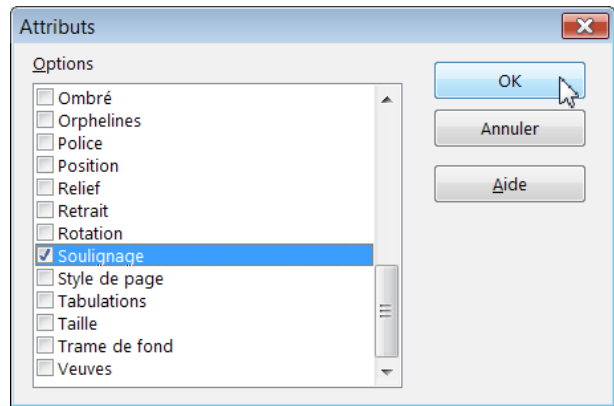 Attributs
Options
Ombré
Orphelines
Police
Position
Relief
Retrait
Rotation
Soulignage
Style de page
Tabulations
Taille
Trame de fond
Veuves
OK
Annuler
Aide